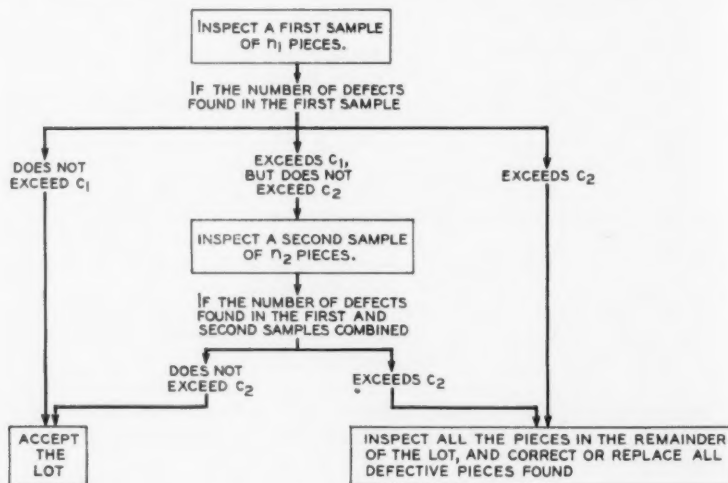 INSPECT A FIRST SAMPLE
OF n1 PIECES.
IF THE NUMBER OF DEFECTS
FOUND IN THE FIRST SAMPLE
DOES NOT
EXCEED C1
EXCEEDS C1,
BUT DOES NOT
EXCEED C2
EXCEEDS C2
INSPECT A SECOND SAMPLE
OF n2 PIECES.
IF THE NUMBER OF DEFECTS
FOUND IN THE FIRST AND
SECOND SAMPLES COMBINED
DOES NOT
EXCEED C2
EXCEEDS C2
ACCEPT
THE
LOT
INSPECT ALL THE PIECES IN THE REMAINDER
OF THE LOT, AND CORRECT OR REPLACE ALL
DEFECTIVE PIECES FOUND